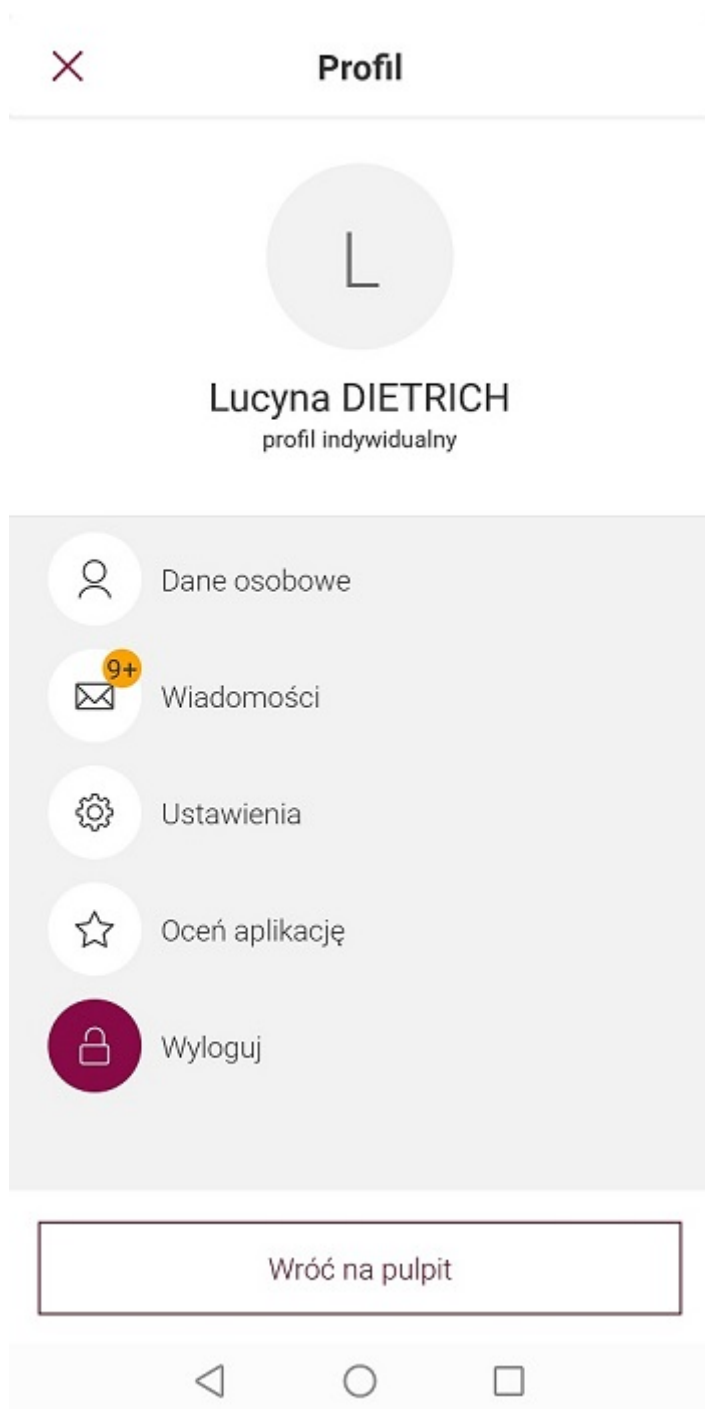 Profil
L
Lucyna DIETRICH
profil indywidualny
Dane osobowe
9+
Wiadomości
Ustawienia
Oceń aplikację
Wyloguj
Wróć na pulpit